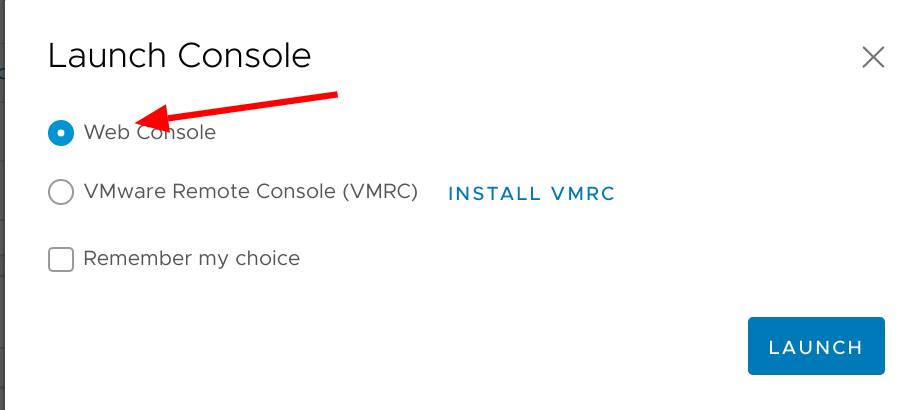 Launch Console
Web Console
VMware Remote Console (VMRC) INSTALL VMRC
Remember my choice
LAUNCH